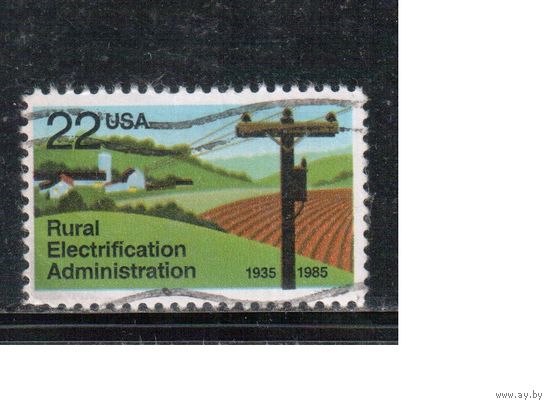 22 USA
Rural
Electrification
Administration
1935 1985
www.ay.by